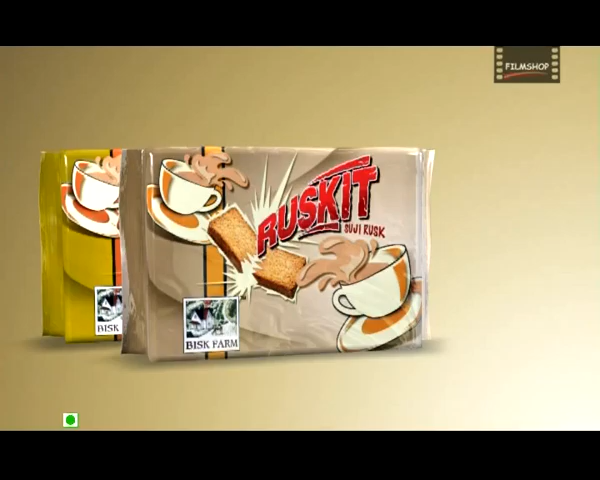 FILMSHOP
RUSKIT
SUJI RUSK
BISK
BISK FARM